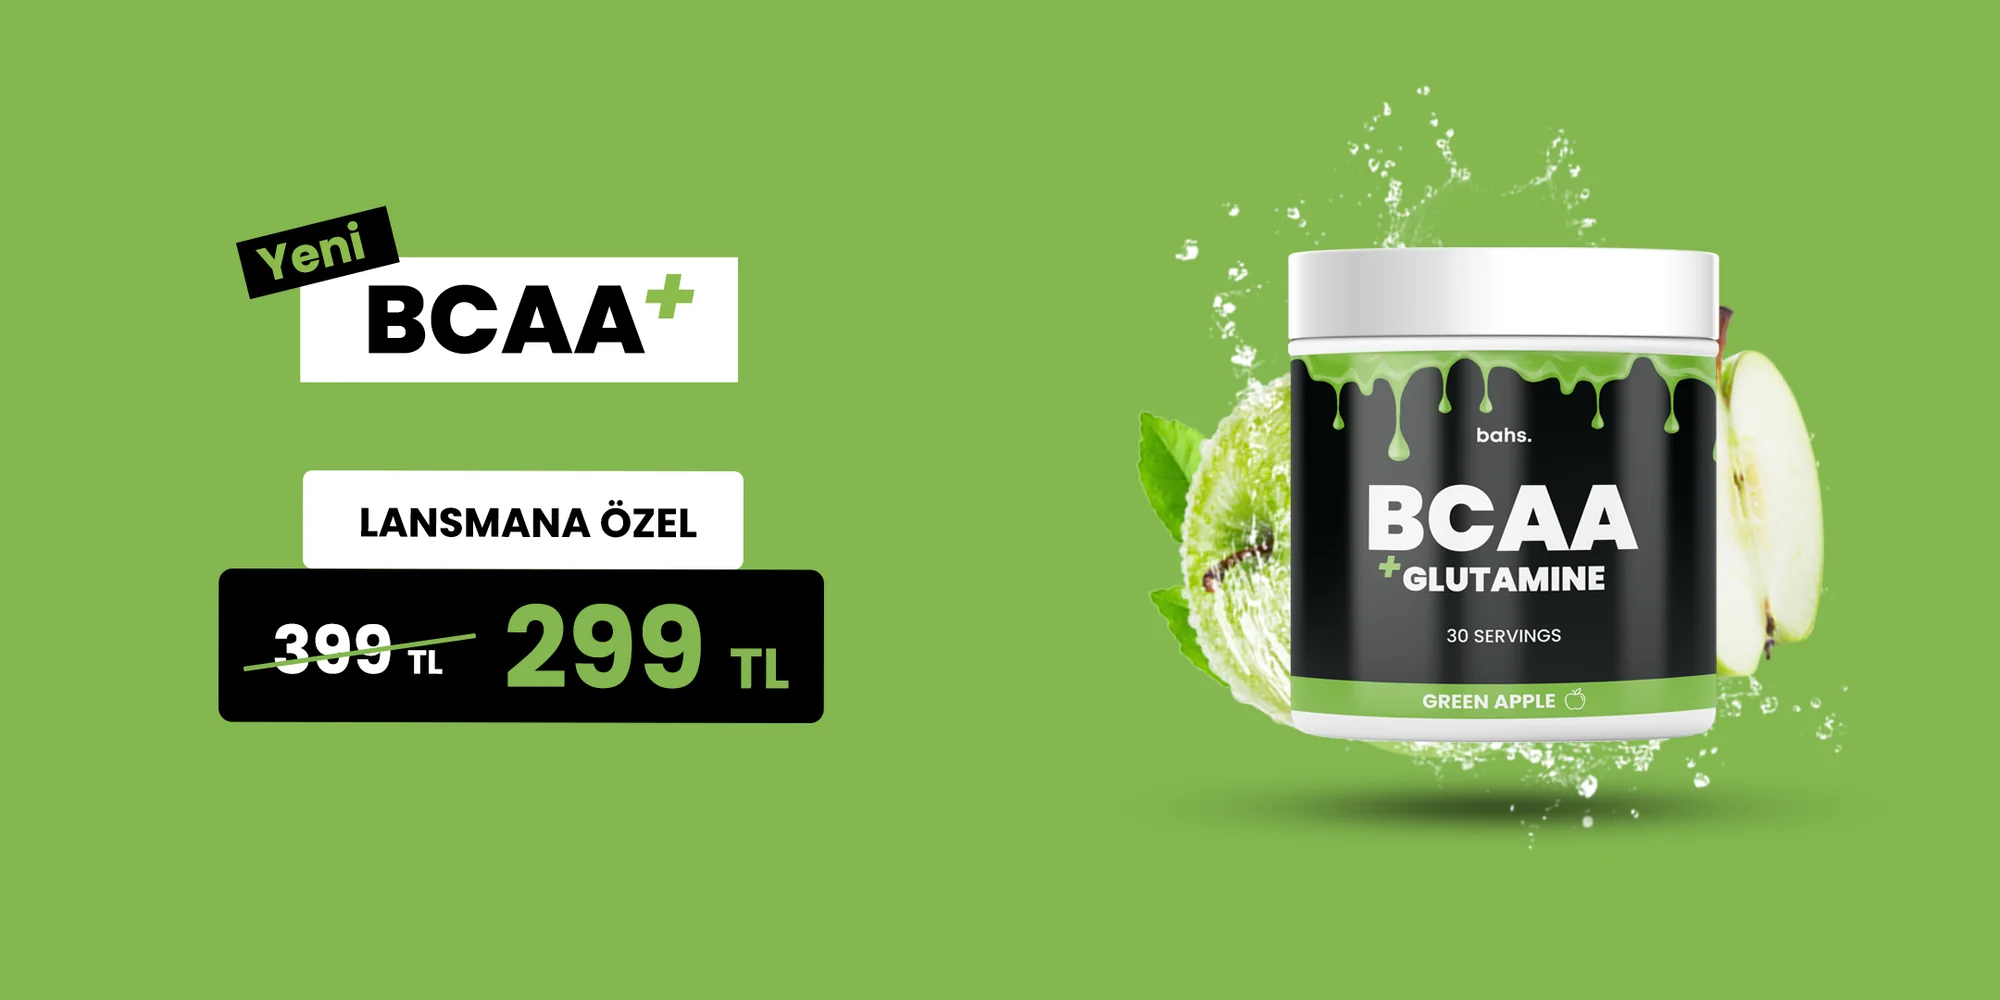 Yeni
BCAA+
LANSMANA ÖZEL
399 TL 299 TL
bahs.
BCAA
+GLUTAMINE
30 SERVINGS
GREEN APPLE